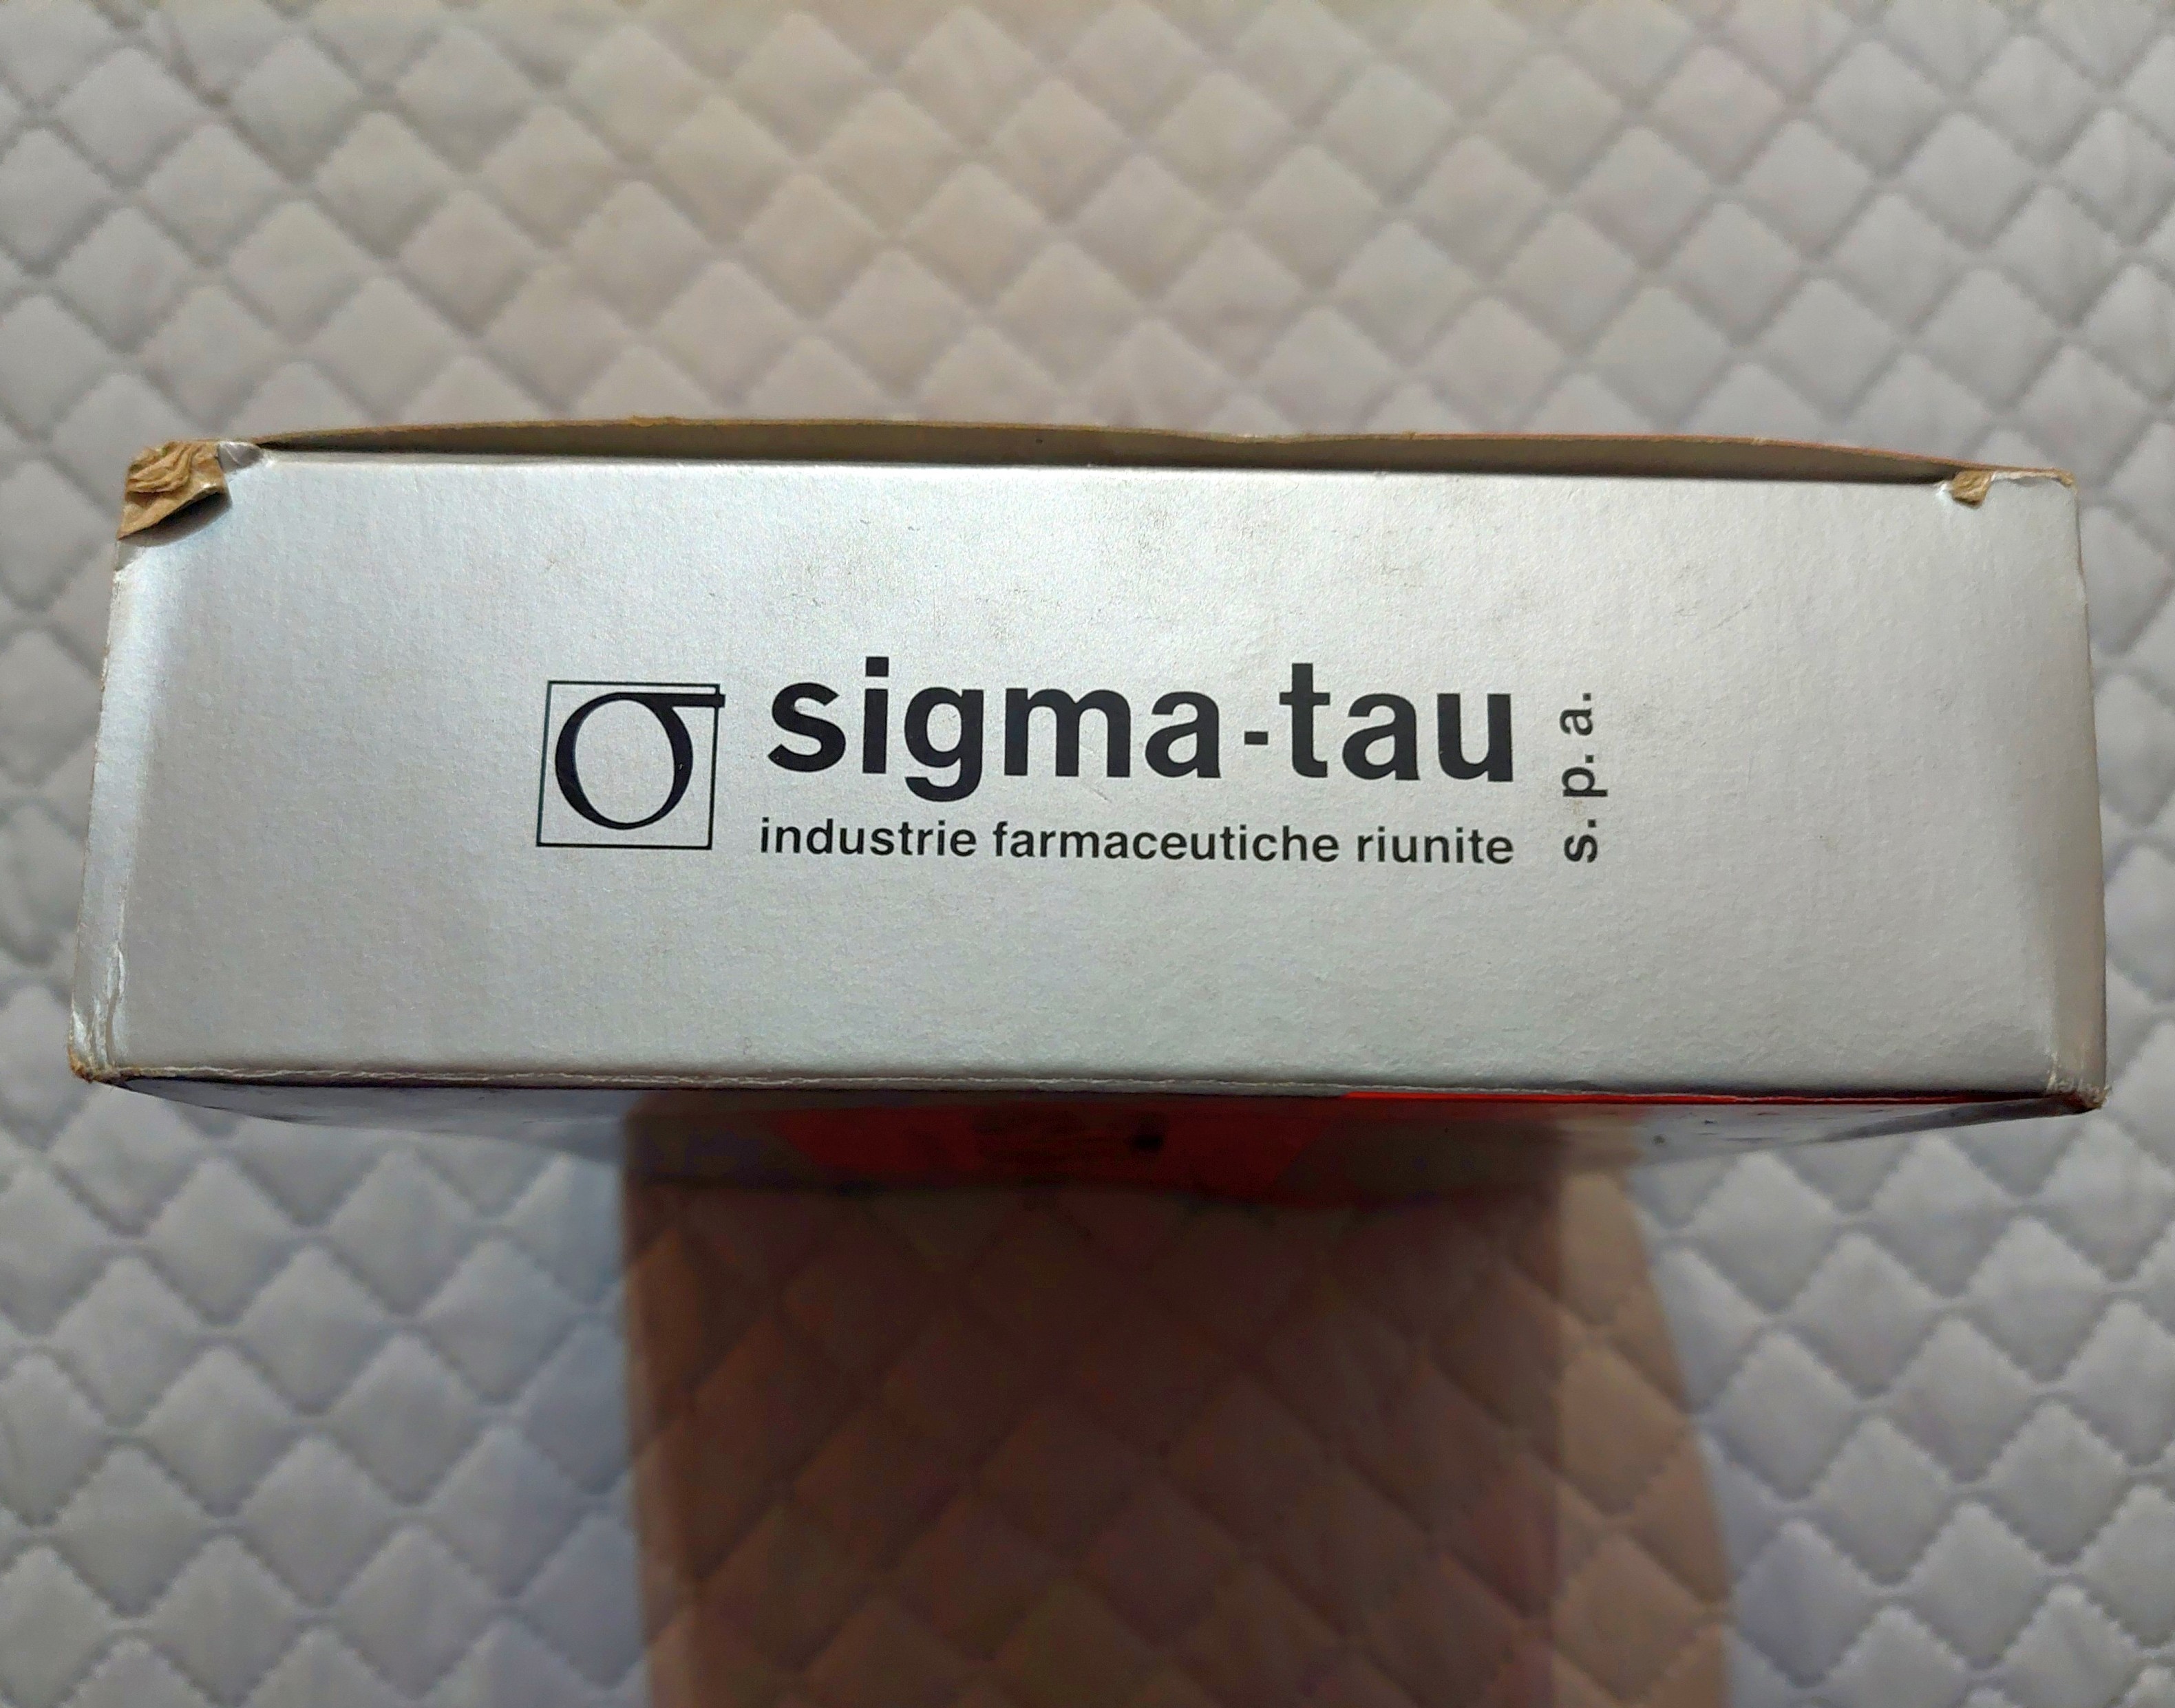 σ
sigma-tau
industrie farmaceutiche riunite
s. p. a.